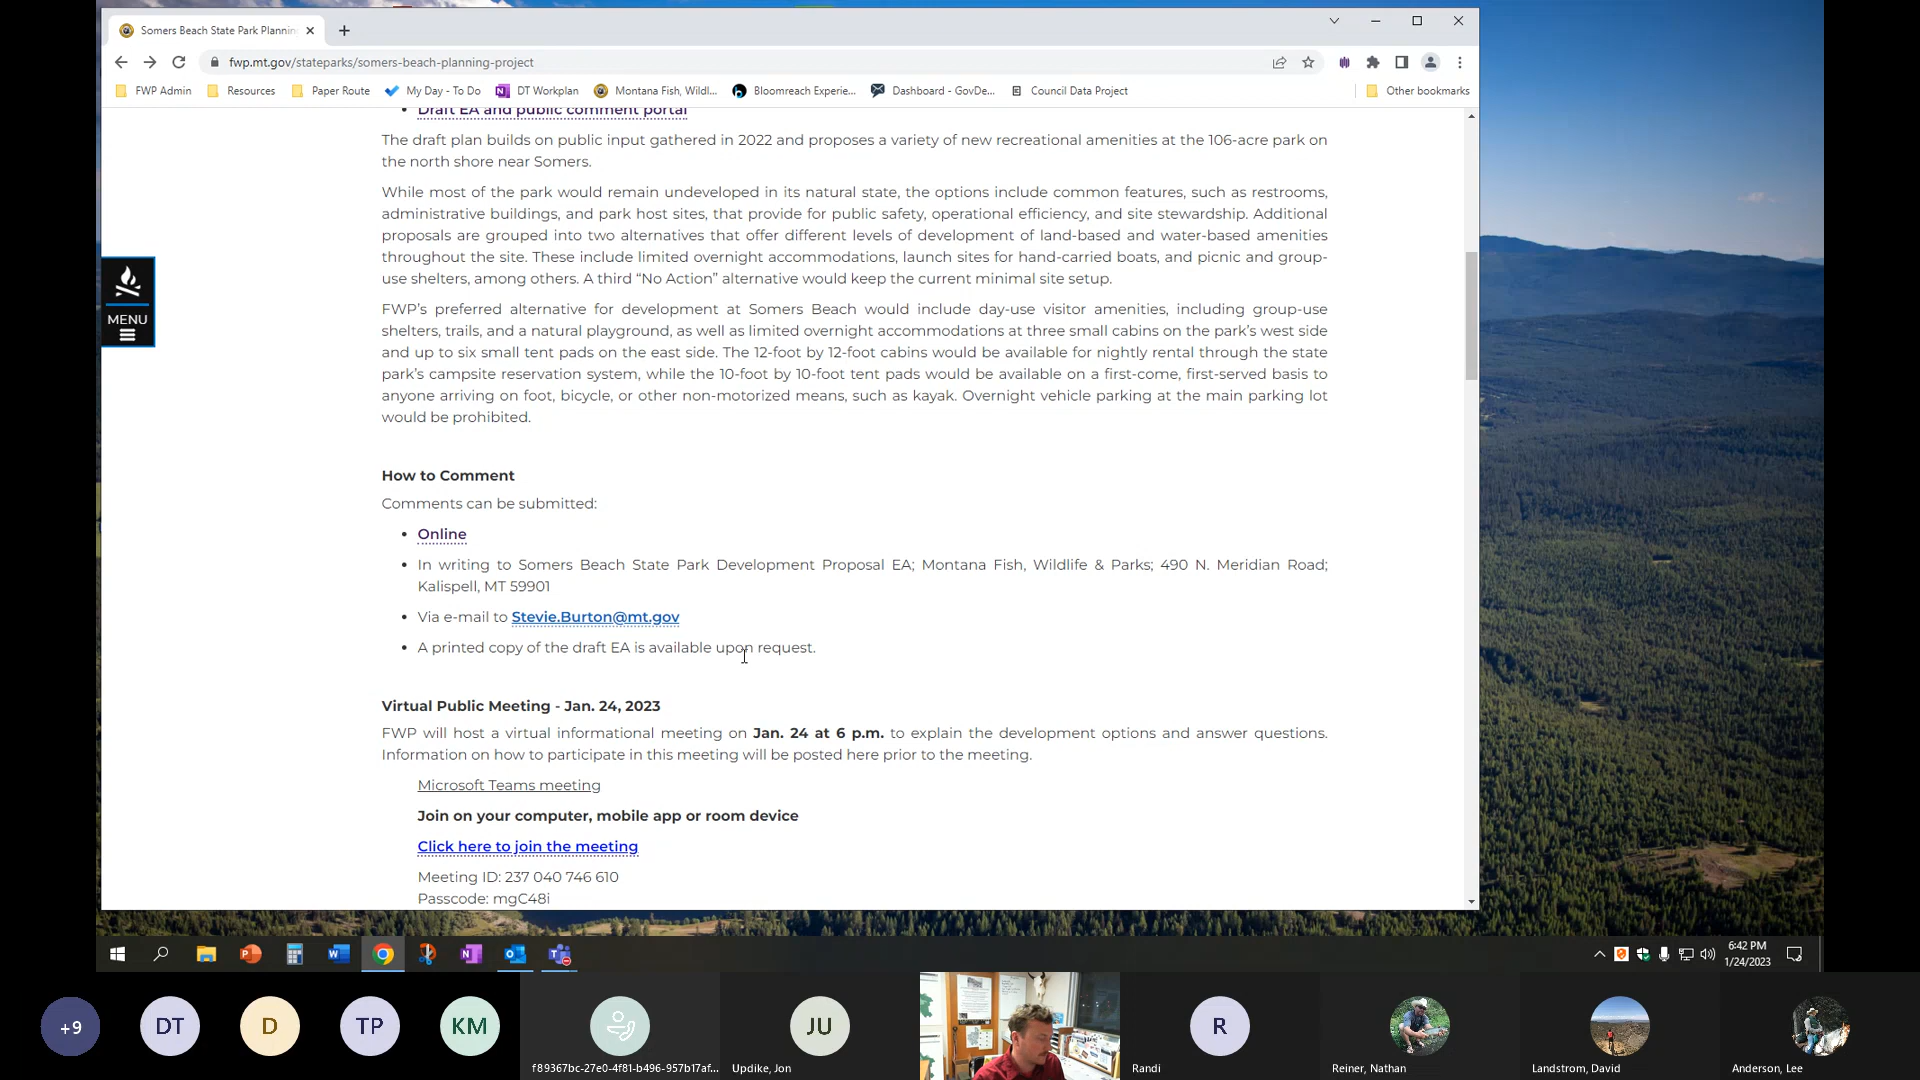 Somers Beach State Park Plannin
fwp.mt.gov/stateparks/somers-beach-planning-project
FWP Admin
Resources
Paper Route
My Day - To Do
DT Workplan
Montana Fish, Wildl...
Bloomreach Experie...
Dashboard - GovDe...
Council Data Project
Other bookmarks
Draft EA and public comment portal
The draft plan builds on public input gathered in 2022 and proposes a variety of new recreational amenities at the 106-acre park on
the north shore near Somers.
While most of the park would remain undeveloped in its natural state, the options include common features, such as restrooms,
administrative buildings, and park host sites, that provide for public safety, operational efficiency, and site stewardship. Additional
proposals are grouped into two alternatives that offer different levels of development of land-based and water-based amenities
throughout the site. These include limited overnight accommodations, launch sites for hand-carried boats, and picnic and group-
use shelters, among others. A third “No Action” alternative would keep the current minimal site setup.
MENU
FWP’s preferred alternative for development at Somers Beach would include day-use visitor amenities, including group-use
shelters, trails, and a natural playground, as well as limited overnight accommodations at three small cabins on the park’s west side
and up to six small tent pads on the east side. The 12-foot by 12-foot cabins would be available for nightly rental through the state
park’s campsite reservation system, while the 10-foot by 10-foot tent pads would be available on a first-come, first-served basis to
anyone arriving on foot, bicycle, or other non-motorized means, such as kayak. Overnight vehicle parking at the main parking lot
would be prohibited.
How to Comment
Comments can be submitted:
• Online
• In writing to Somers Beach State Park Development Proposal EA; Montana Fish, Wildlife & Parks; 490 N. Meridian Road;
Kalispell, MT 59901
• Via e-mail to Stevie.Burton@mt.gov
• A printed copy of the draft EA is available upon request.
Virtual Public Meeting - Jan. 24, 2023
FWP will host a virtual informational meeting on Jan. 24 at 6 p.m. to explain the development options and answer questions.
Information on how to participate in this meeting will be posted here prior to the meeting.
Microsoft Teams meeting
Join on your computer, mobile app or room device
Click here to join the meeting
Meeting ID: 237 040 746 610
Passcode: mgC48i
6:42 PM
1/24/2023
+9
DT
D
TP
KM
JU
R
f89367bc-27e0-4f81-b496-957b17af...
Updike, Jon
Randi
Reiner, Nathan
Landstrom, David
Anderson, Lee